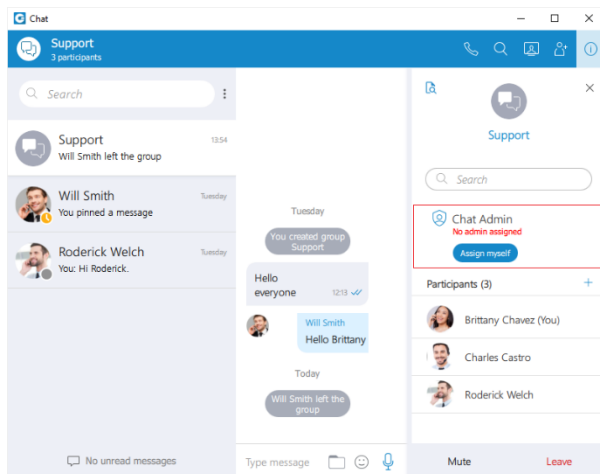 Chat
Support
3 participants
Search
Support
13:54
Will Smith left the group
Will Smith
Tuesday
You pinned a message
Roderick Welch
Tuesday
You: Hi Roderick.
No unread messages
Tuesday
You created group
Support
Hello
everyone
12:13
Will Smith
Hello Brittany
Today
Will Smith left the
group
Type message
Support
Search
Chat Admin
No admin assigned
Assign myself
Participants (3)
Brittany Chavez (You)
Charles Castro
Roderick Welch
Mute
Leave